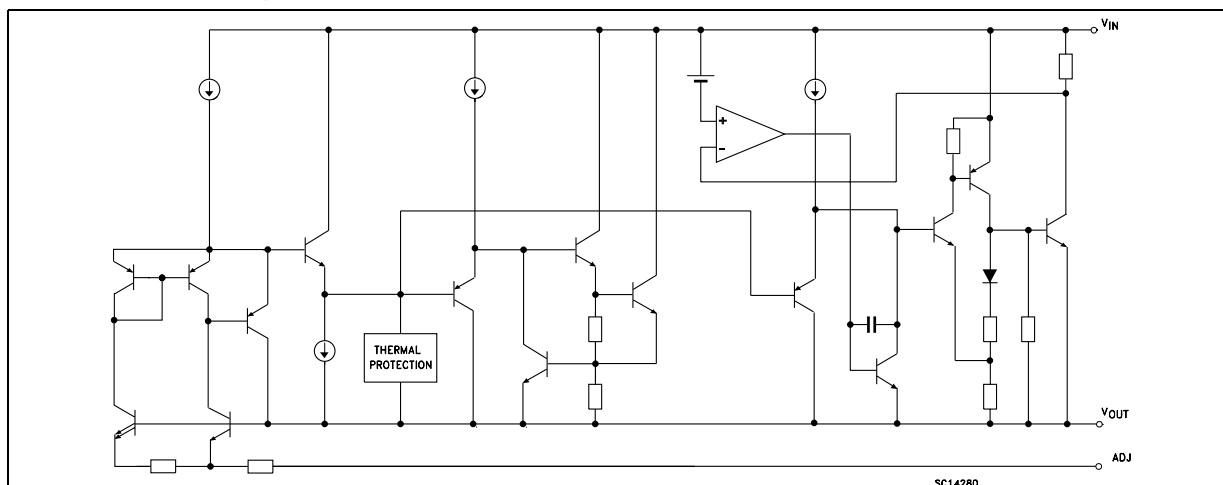 VIN
+
-
THERMAL
PROTECTION
VOUT
ADJ
SC14280